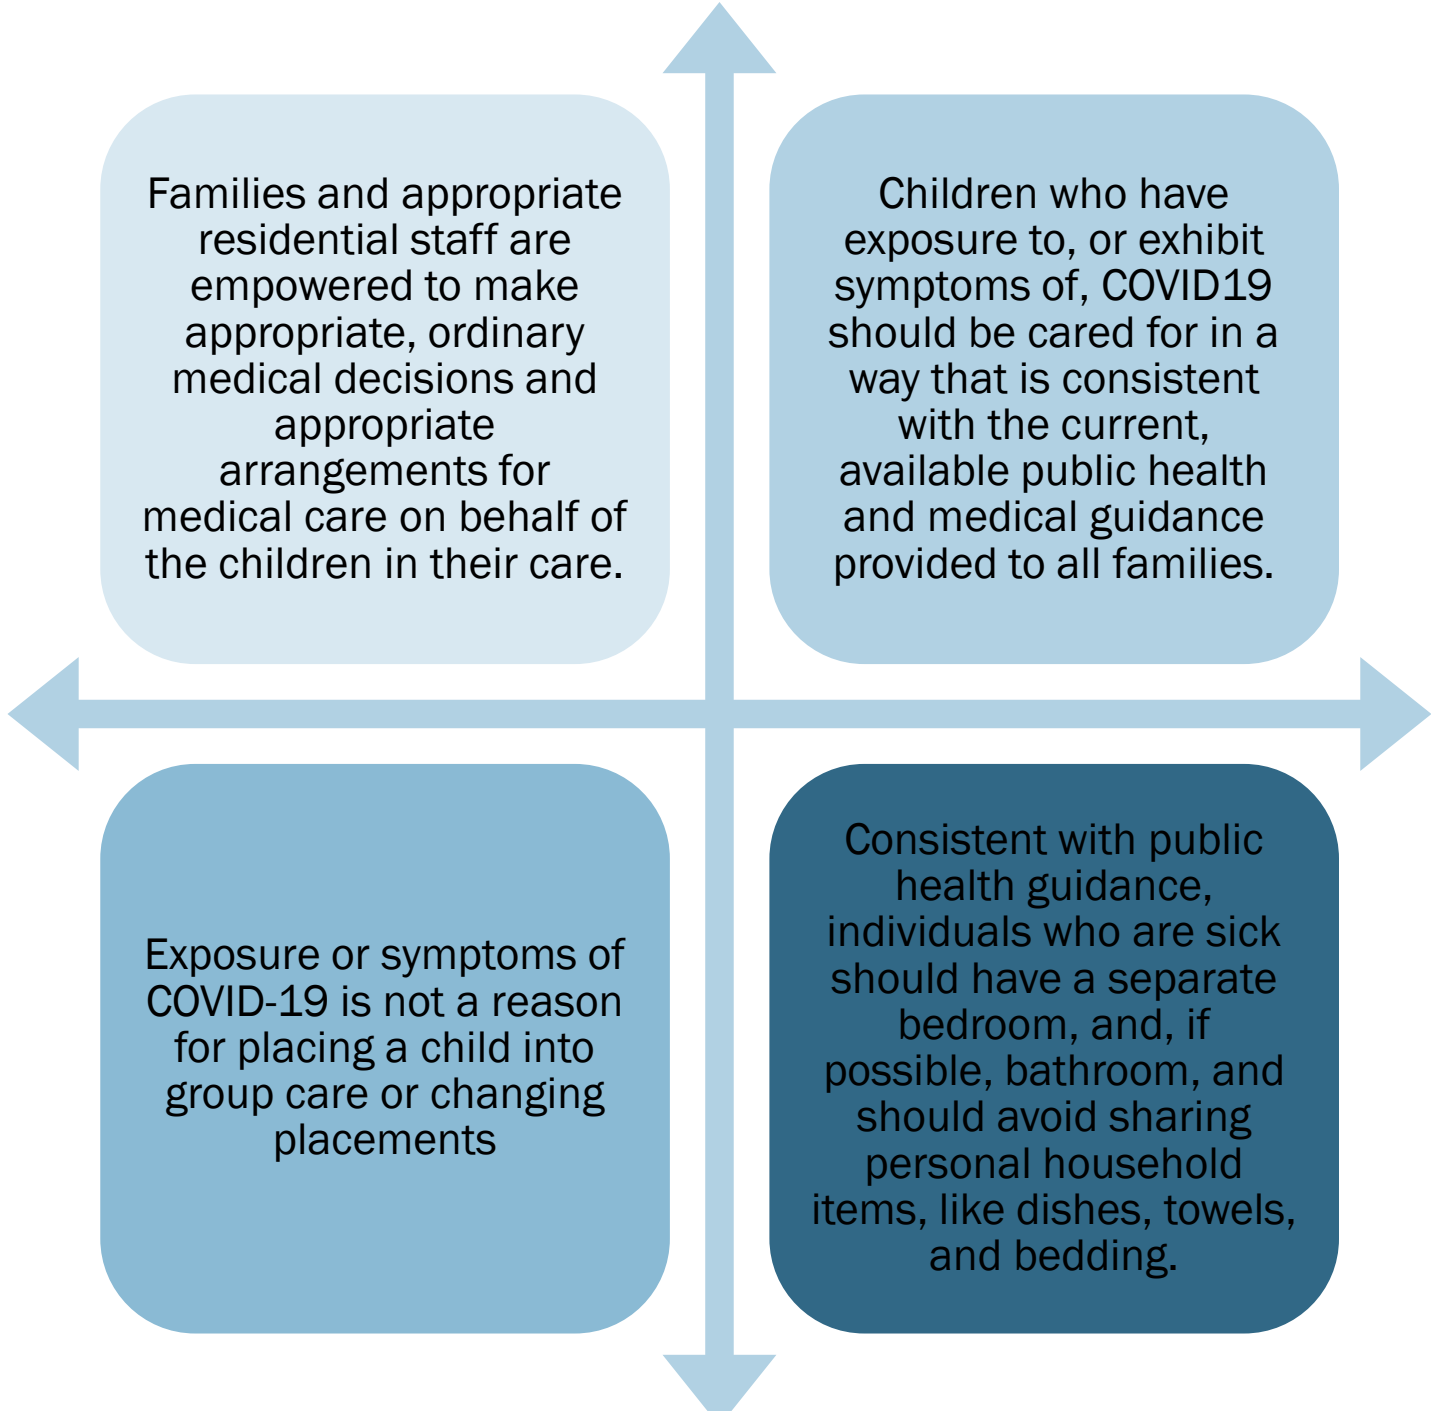 Families and appropriate
residential staff are
empowered to make
appropriate, ordinary
medical decisions and
appropriate
arrangements for
medical care on behalf of
the children in their care.
Children who have
exposure to, or exhibit
symptoms of, COVID19
should be cared for in a
way that is consistent
with the current,
available public health
and medical guidance
provided to all families.
Exposure or symptoms of
COVID-19 is not a reason
for placing a child into
group care or changing
placements
Consistent with public
health guidance,
individuals who are sick
should have a separate
bedroom, and, if
possible, bathroom, and
should avoid sharing
personal household
items, like dishes, towels,
and bedding.